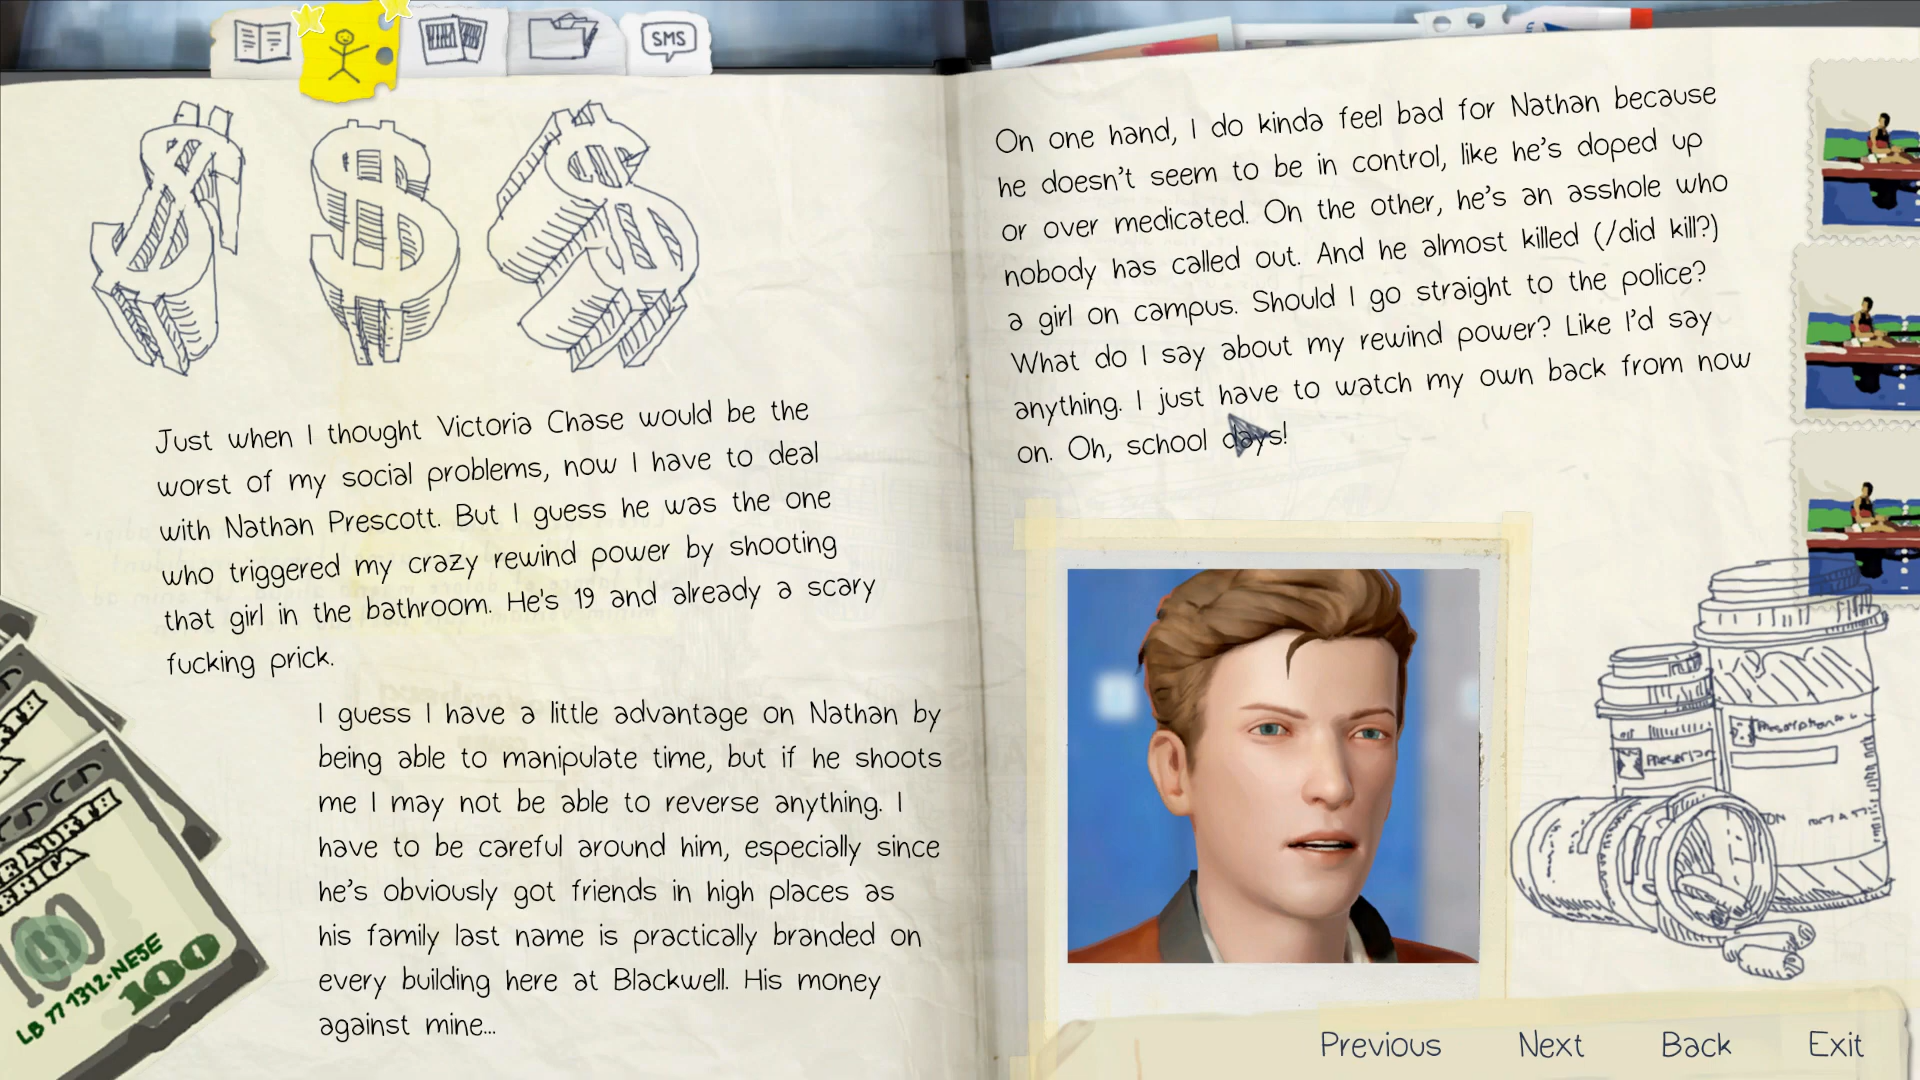 SMS
Just when I thought Victoria Chase would be the
worst of my social problems, now I have to deal
with Nathan Prescott. But I guess he was the one
who triggered my crazy rewind power by shooting
that girl in the bathroom. He's 19 and already a scary
fucking prick.
I guess I have a little advantage on Nathan by
being able to manipulate time, but if he shoots
me I may not be able to reverse anything. I
have to be careful around him, especially since
he's obviously got friends in high places as
his family last name is practically branded on
every building here at Blackwell. His money
against mine...
On one hand, I do kinda feel bad for Nathan because
he doesn't seem to be in control, like he's doped up
or over medicated. On the other, he's an asshole who
nobody has called out. And he almost killed (/did kill?)
a girl on campus. Should I go straight to the police?
What do I say about my rewind power? Like I'd say
anything. I just have to watch my own back from now
on. Oh, school days!
NORTH
ERICA
100
LB 77 1312-NESE
100
Prescription
Previous Next Back Exit